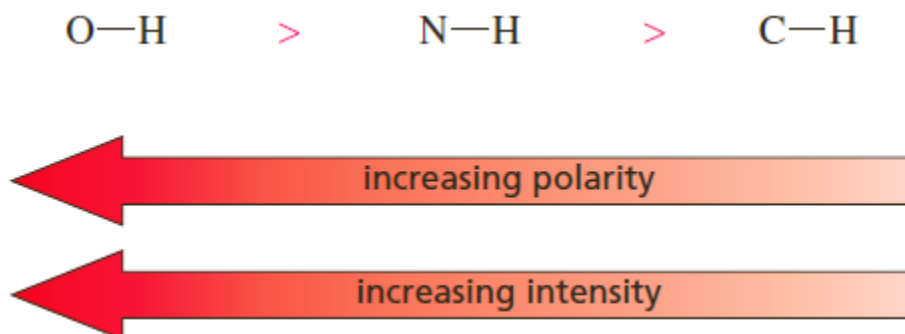 O—H > N—H > C—H
increasing polarity
increasing intensity